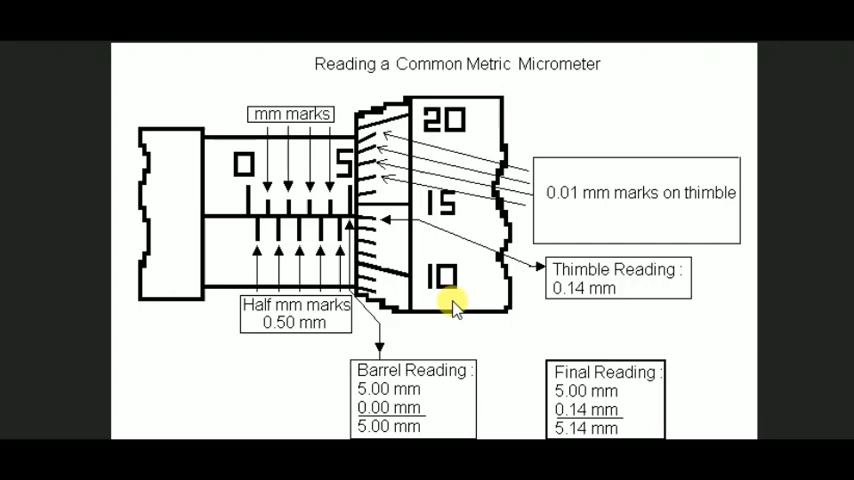 Reading a Common Metric Micrometer
mm marks
20
0
5
0.01 mm marks on thimble
15
Thimble Reading :
0.14 mm
10
Half mm marks
0.50 mm
Barrel Reading :
5.00 mm
0.00 mm
5.00 mm
Final Reading :
5.00 mm
0.14 mm
5.14 mm